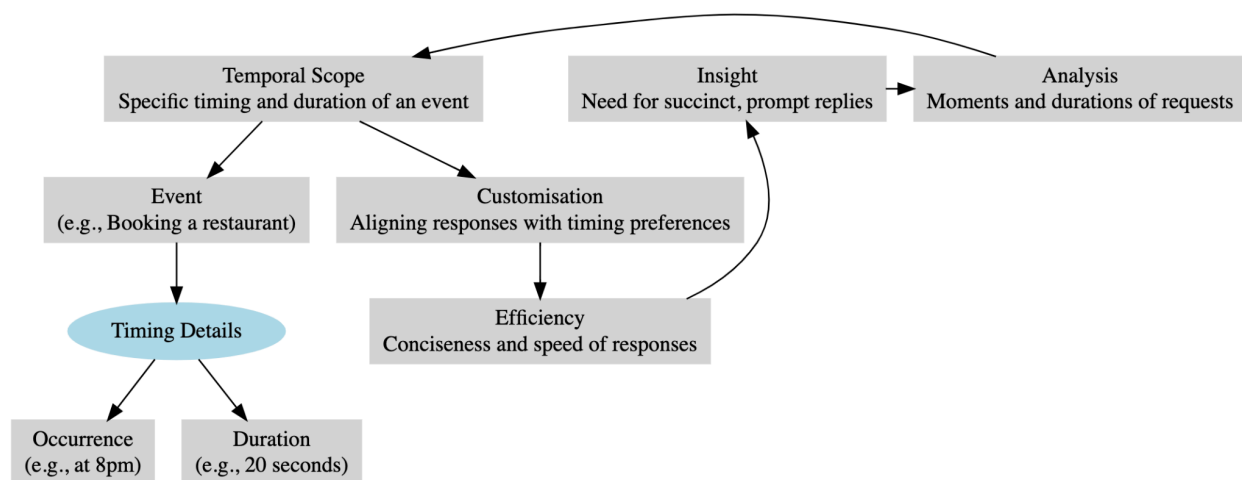 Temporal Scope
Specific timing and duration of an event
Insight
Need for succinct, prompt replies
Analysis
Moments and durations of requests
Event
(e.g., Booking a restaurant)
Customisation
Aligning responses with timing preferences
Timing Details
Efficiency
Conciseness and speed of responses
Occurrence
(e.g., at 8pm)
Duration
(e.g., 20 seconds)